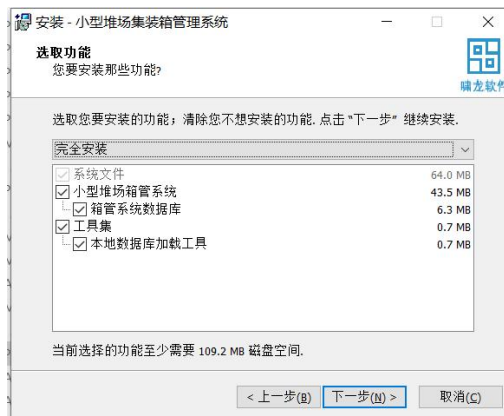 安装 - 小型堆场集装箱管理系统
选取功能
您要安装那些功能?
啸龙软件
选取您要安装的功能；清除您不想安装的功能. 点击 "下一步" 继续安装.
完全安装
系统文件 64.0 MB
小型堆场箱管系统 43.5 MB
箱管系统数据库 6.3 MB
工具集 0.7 MB
本地数据库加载工具 0.7 MB
当前选择的功能至少需要 109.2 MB 磁盘空间.
< 上一步(B) 下一步(N) > 取消(C)